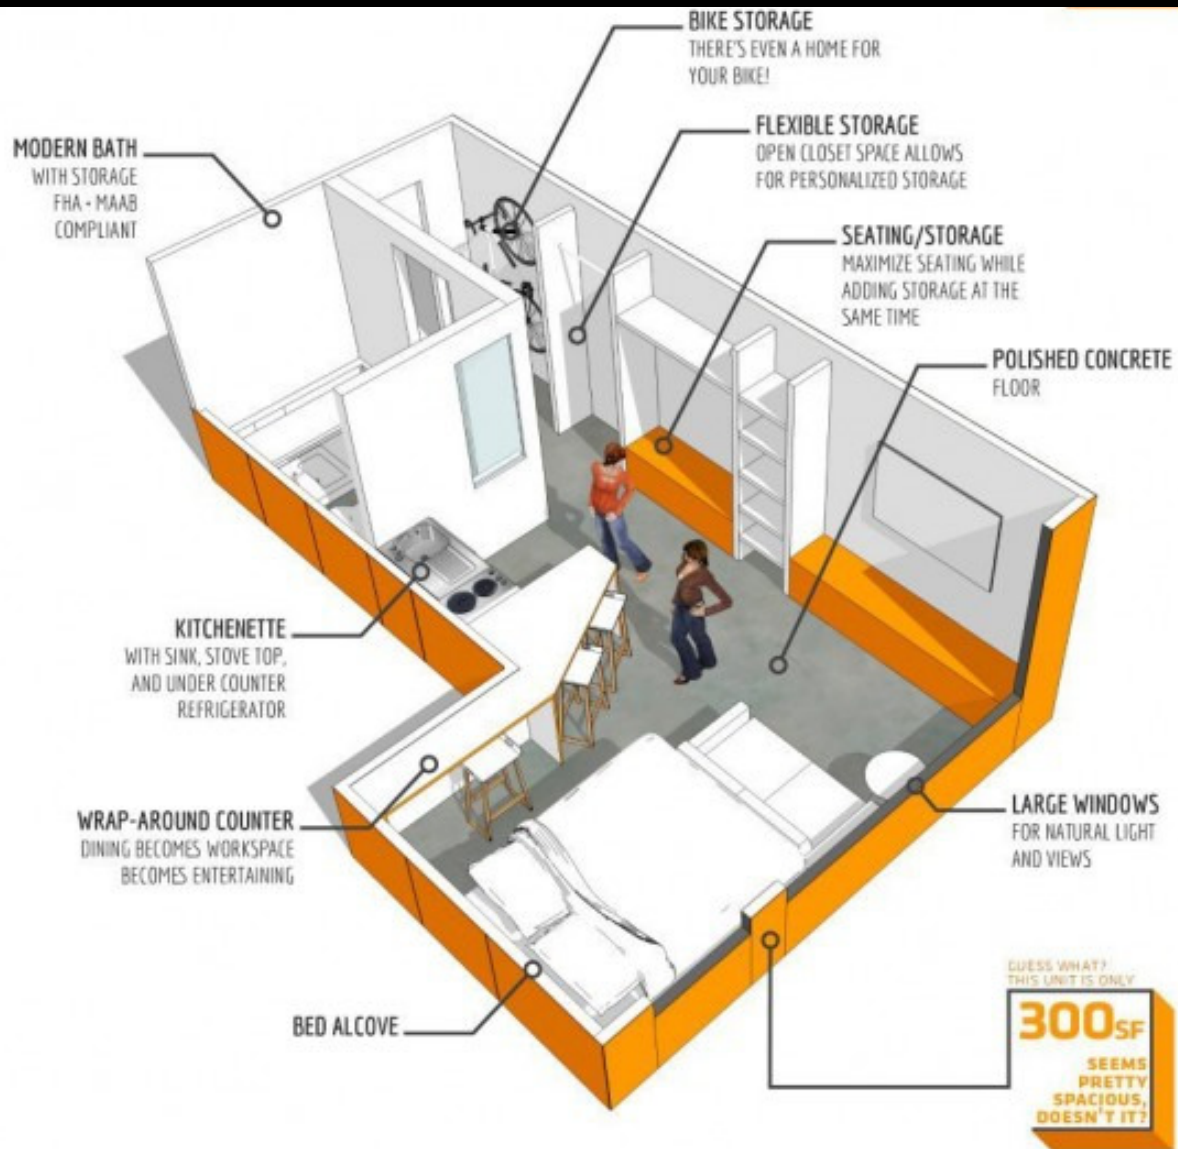 BIKE STORAGE
THERE'S EVEN A HOME FOR
YOUR BIKE!
FLEXIBLE STORAGE
OPEN CLOSET SPACE ALLOWS
FOR PERSONALIZED STORAGE
MODERN BATH
WITH STORAGE
FHA - MAAB
COMPLIANT
SEATING/STORAGE
MAXIMIZE SEATING WHILE
ADDING STORAGE AT THE
SAME TIME
POLISHED CONCRETE
FLOOR
KITCHENETTE
WITH SINK, STOVE TOP,
AND UNDER COUNTER
REFRIGERATOR
LARGE WINDOWS
FOR NATURAL LIGHT
AND VIEWS
WRAP-AROUND COUNTER
DINING BECOMES WORKSPACE
BECOMES ENTERTAINING
BED ALCOVE
GUESS WHAT?
THIS UNIT IS ONLY
300SF
SEEMS
PRETTY
SPACIOUS,
DOESN'T IT?